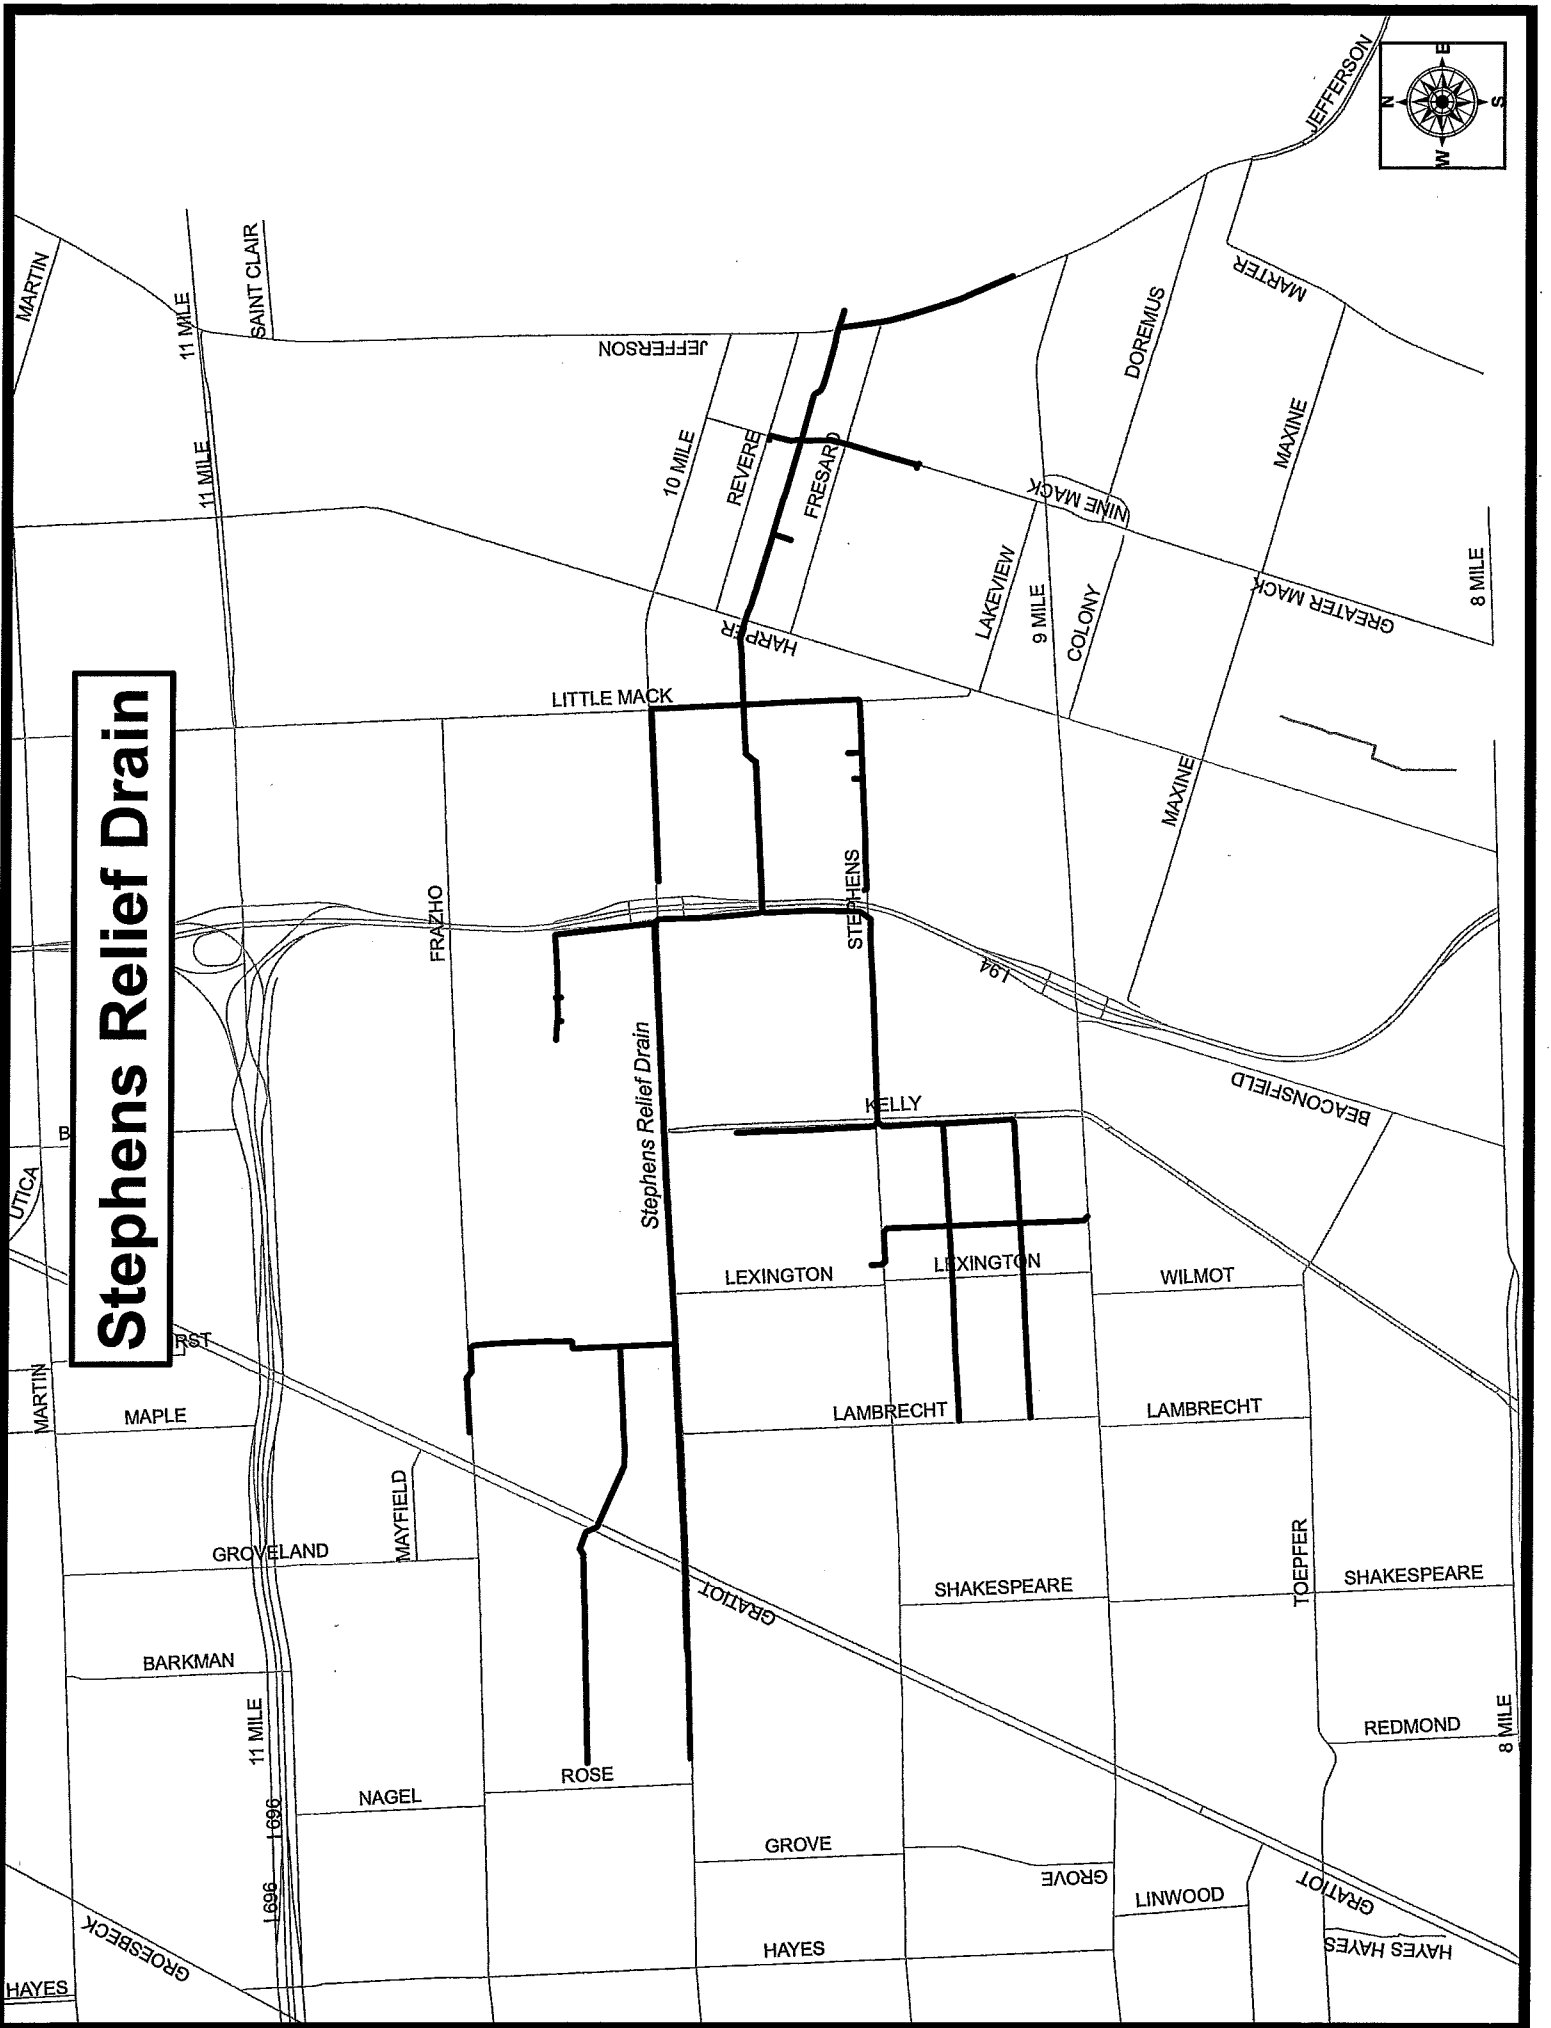 Stephens Relief Drain
N
E
S
W
JEFFERSON
MARTIN
11 MILE
SAINT CLAIR
JEFFERSON
11 MILE
10 MILE
REVERE
FRESARD
DOREMUS
MARTER
MAXINE
NINE MACK
LAKEVIEW
9 MILE
COLONY
GREATER MACK
8 MILE
HARPER
LITTLE MACK
MAXINE
FRAZHO
STEPHENS
I 94
Stephens Relief Drain
KELLY
BEACONSFIELD
B
UTICA
RST
LEXINGTON
LEXINGTON
WILMOT
MARTIN
MAPLE
LAMBRECHT
LAMBRECHT
MAYFIELD
GROVELAND
GRATIOT
SHAKESPEARE
TOEPFER
SHAKESPEARE
BARKMAN
11 MILE
REDMOND
8 MILE
ROSE
NAGEL
I 696
GROVE
GROVE
I 696
LINWOOD
GRATIOT
GROESBECK
HAYES
HAYES HAYES
HAYES